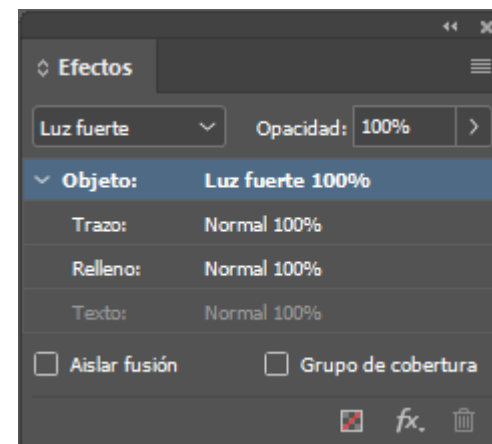 Efectos
Luz fuerte Opacidad: 100%
Objeto: Luz fuerte 100%
Trazo: Normal 100%
Relleno: Normal 100%
Texto: Normal 100%
Aislar fusión Grupo de cobertura
fx.